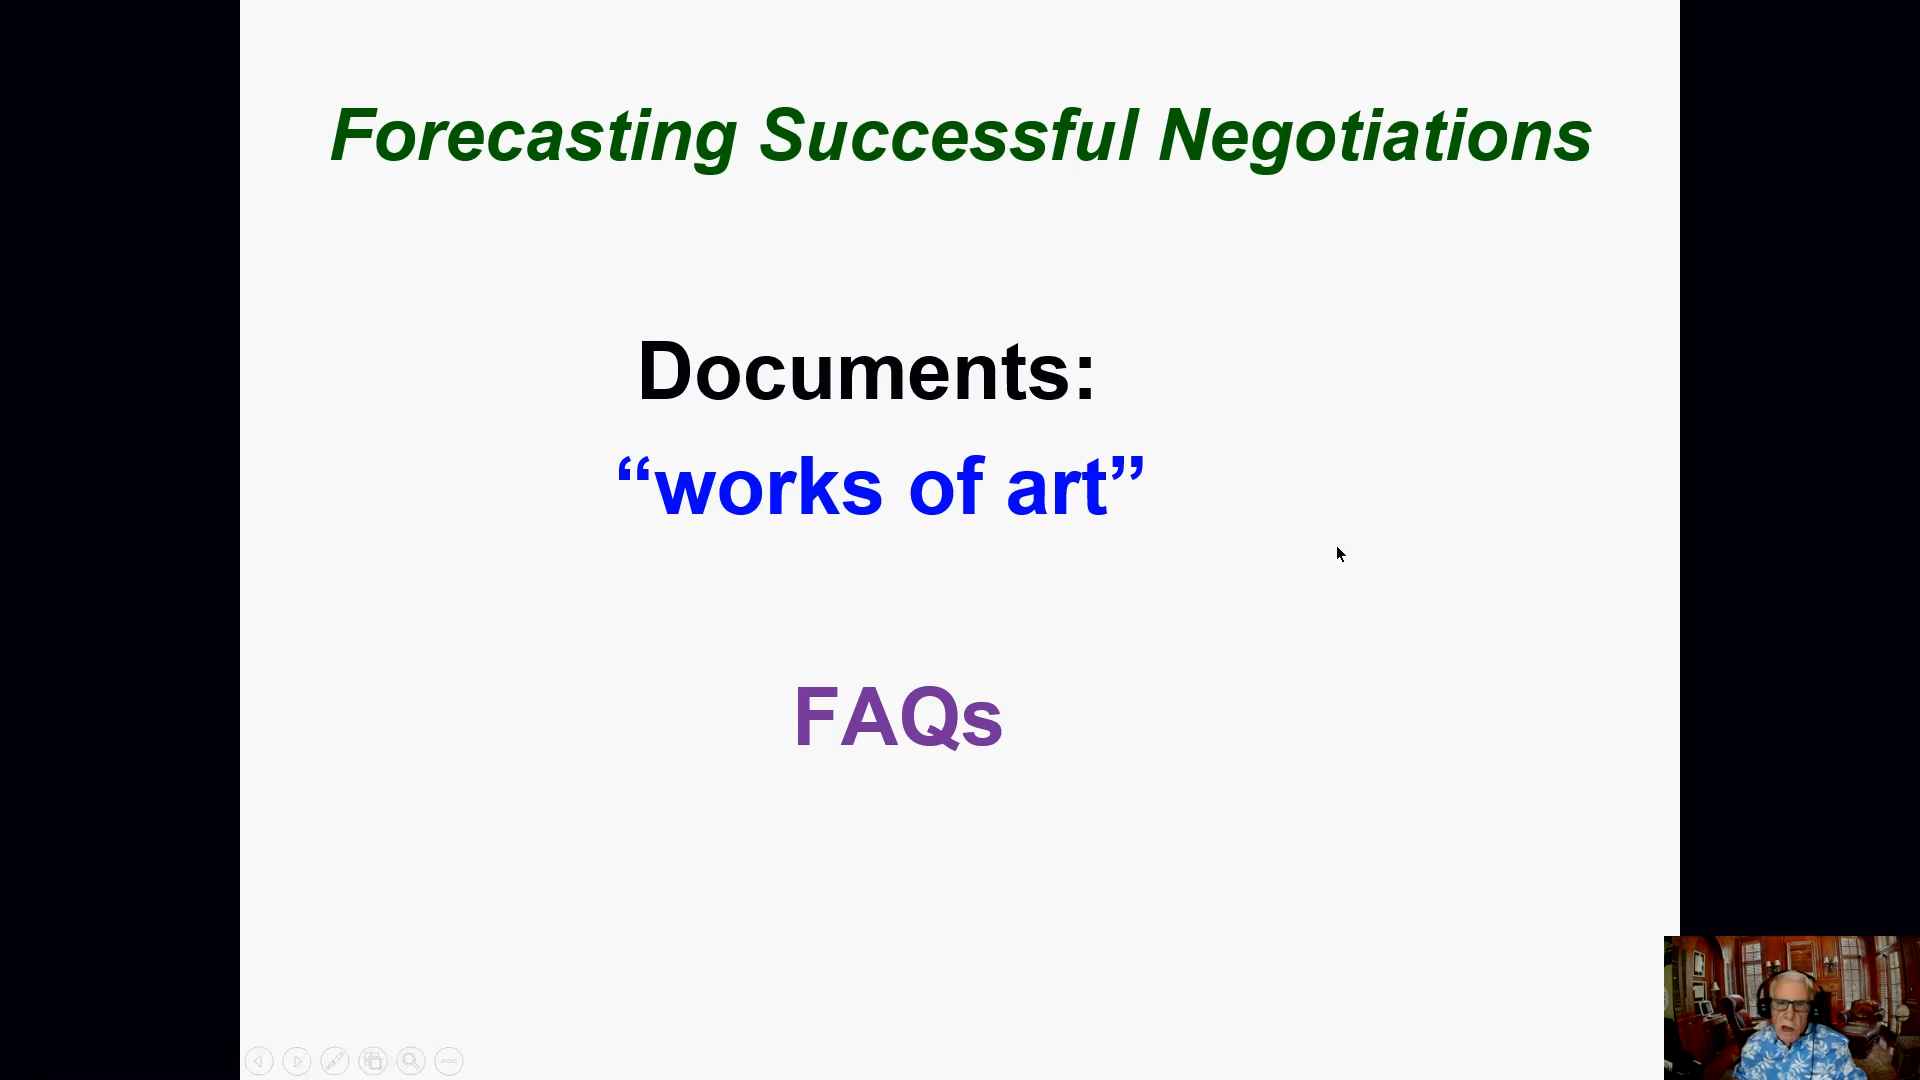 Forecasting Successful Negotiations
Documents:
“works of art”
FAQs